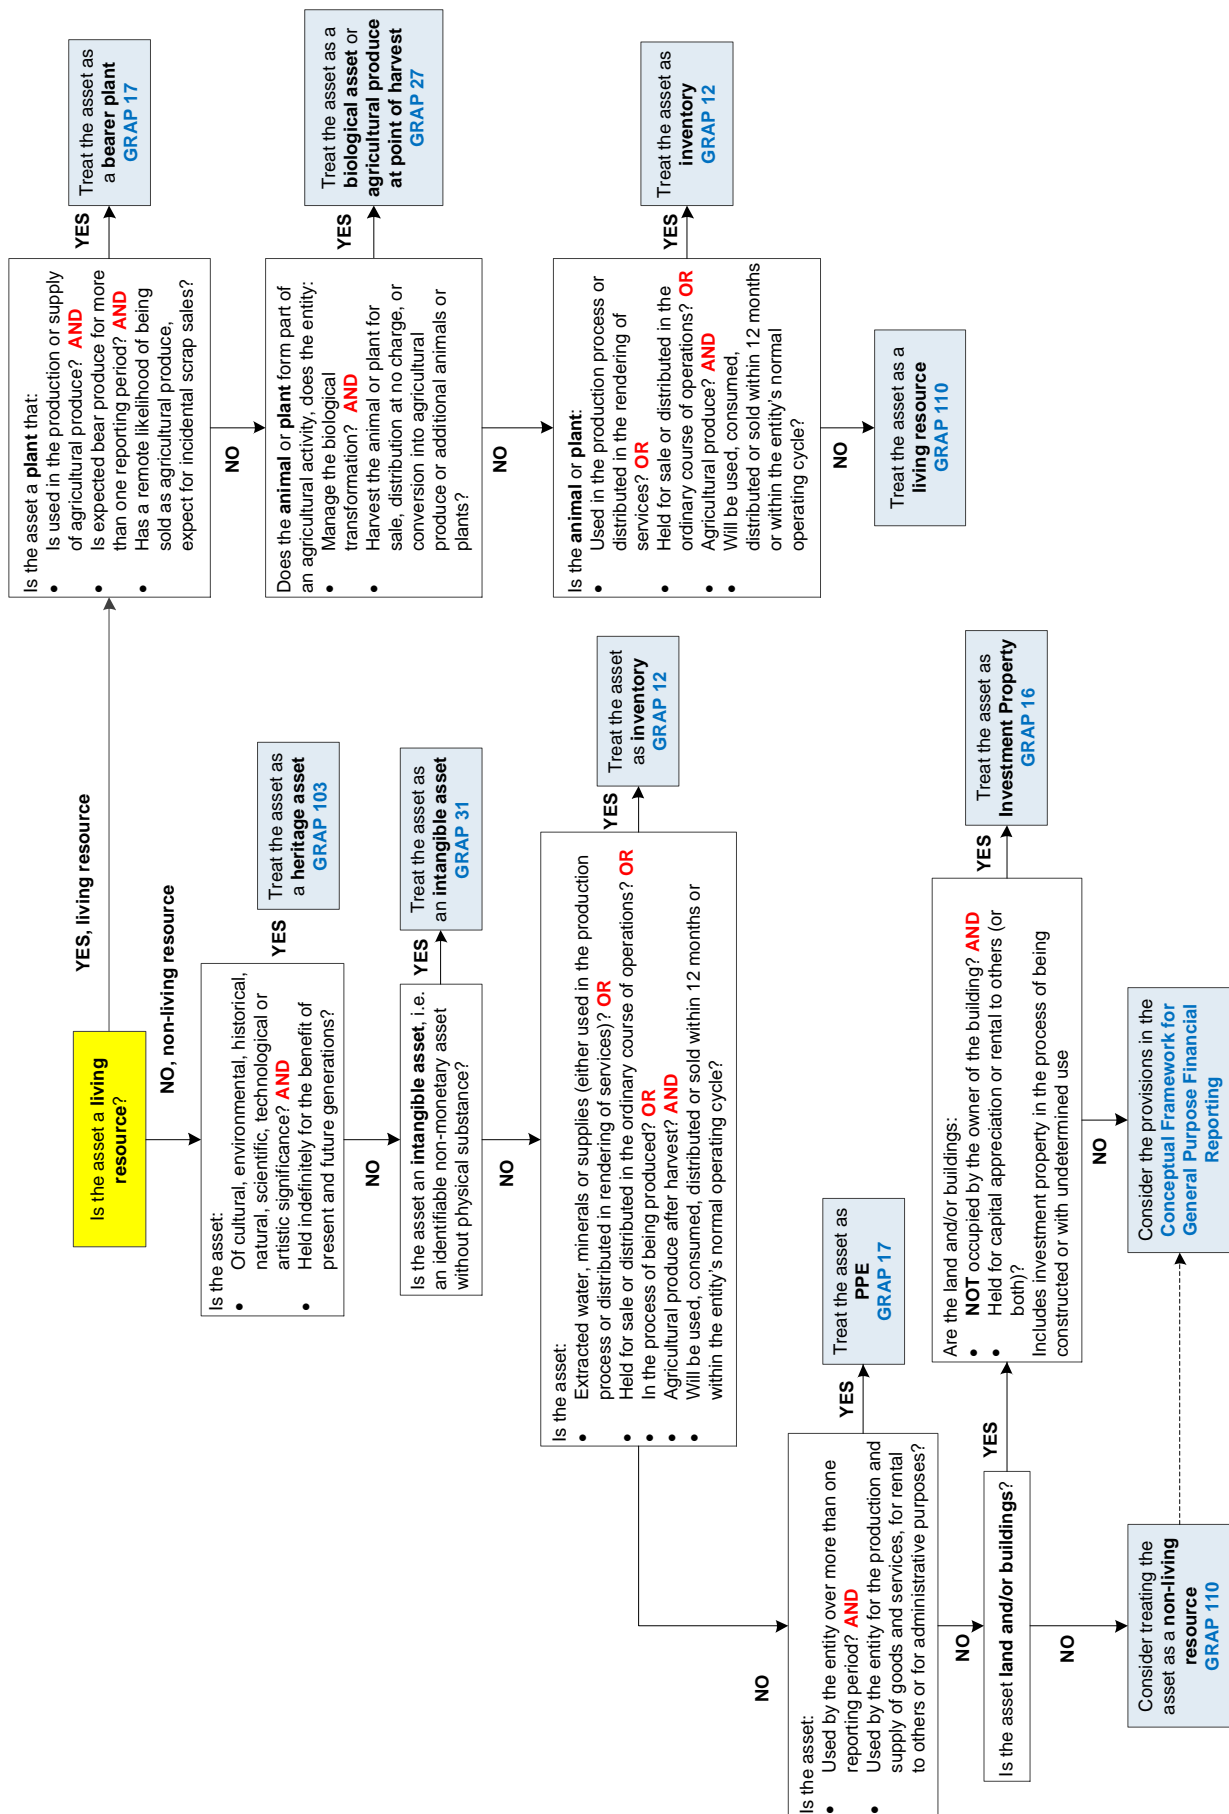 Is the asset a living
resource?
YES, living resource
NO, non-living resource
Is the asset a plant that:
• Is used in the production or supply
of agricultural produce? AND
• Is expected bear produce for more
than one reporting period? AND
• Has a remote likelihood of being
sold as agricultural produce,
expect for incidental scrap sales?
YES
Treat the asset as
a bearer plant
GRAP 17
NO
Does the animal or plant form part of
an agricultural activity, does the entity:
• Manage the biological
transformation? AND
• Harvest the animal or plant for
sale, distribution at no charge, or
conversion into agricultural
produce or additional animals or
plants?
YES
Treat the asset as a
biological asset or
agricultural produce
at point of harvest
GRAP 27
NO
Is the animal or plant:
• Used in the production process or
distributed in the rendering of
services? OR
• Held for sale or distributed in the
ordinary course of operations? OR
• Agricultural produce? AND
• Will be used, consumed,
distributed or sold within 12 months
or within the entity's normal
operating cycle?
YES
Treat the asset as
inventory
GRAP 12
NO
Treat the asset as a
living resource
GRAP 110
Is the asset:
• Of cultural, environmental, historical,
natural, scientific, technological or
artistic significance? AND
• Held indefinitely for the benefit of
present and future generations?
YES
Treat the asset as
a heritage asset
GRAP 103
NO
Is the asset an intangible asset, i.e.
an identifiable non-monetary asset
without physical substance?
YES
Treat the asset as
an intangible asset
GRAP 31
NO
Is the asset:
• Extracted water, minerals or supplies (either used in the production
process or distributed in rendering of services)? OR
• Held for sale or distributed in the ordinary course of operations? OR
• In the process of being produced? OR
• Agricultural produce after harvest? AND
• Will be used, consumed, distributed or sold within 12 months or
within the entity's normal operating cycle?
YES
Treat the asset
as inventory
GRAP 12
NO
Is the asset:
• Used by the entity over more than one
reporting period? AND
• Used by the entity for the production and
supply of goods and services, for rental
to others or for administrative purposes?
YES
Treat the asset as
PPE
GRAP 17
NO
Is the asset land and/or buildings?
YES
Are the land and/or buildings:
• NOT occupied by the owner of the building? AND
• Held for capital appreciation or rental to others (or
both)?
Includes investment property in the process of being
constructed or with undetermined use
YES
Treat the asset as
Investment Property
GRAP 16
NO
NO
Consider treating the
asset as a non-living
resource
GRAP 110
Consider the provisions in the
Conceptual Framework for
General Purpose Financial
Reporting